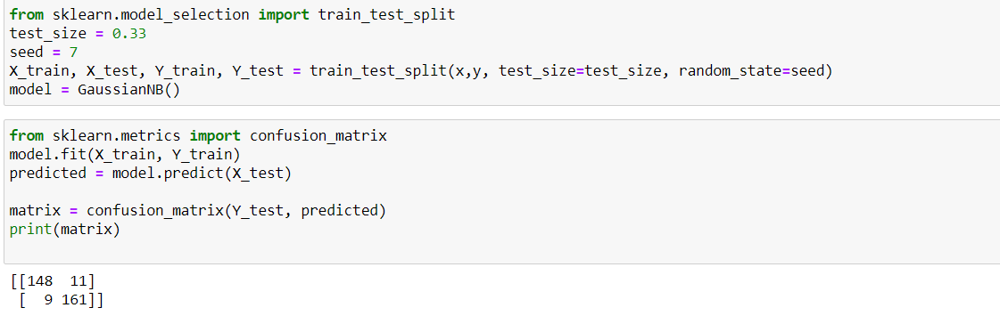 from sklearn.model_selection import train_test_split
test_size = 0.33
seed = 7
X_train, X_test, Y_train, Y_test = train_test_split(x,y, test_size=test_size, random_state=seed)
model = GaussianNB()
from sklearn.metrics import confusion_matrix
model.fit(X_train, Y_train)
predicted = model.predict(X_test)
matrix = confusion_matrix(Y_test, predicted)
print(matrix)
[[148  11]
 [  9 161]]